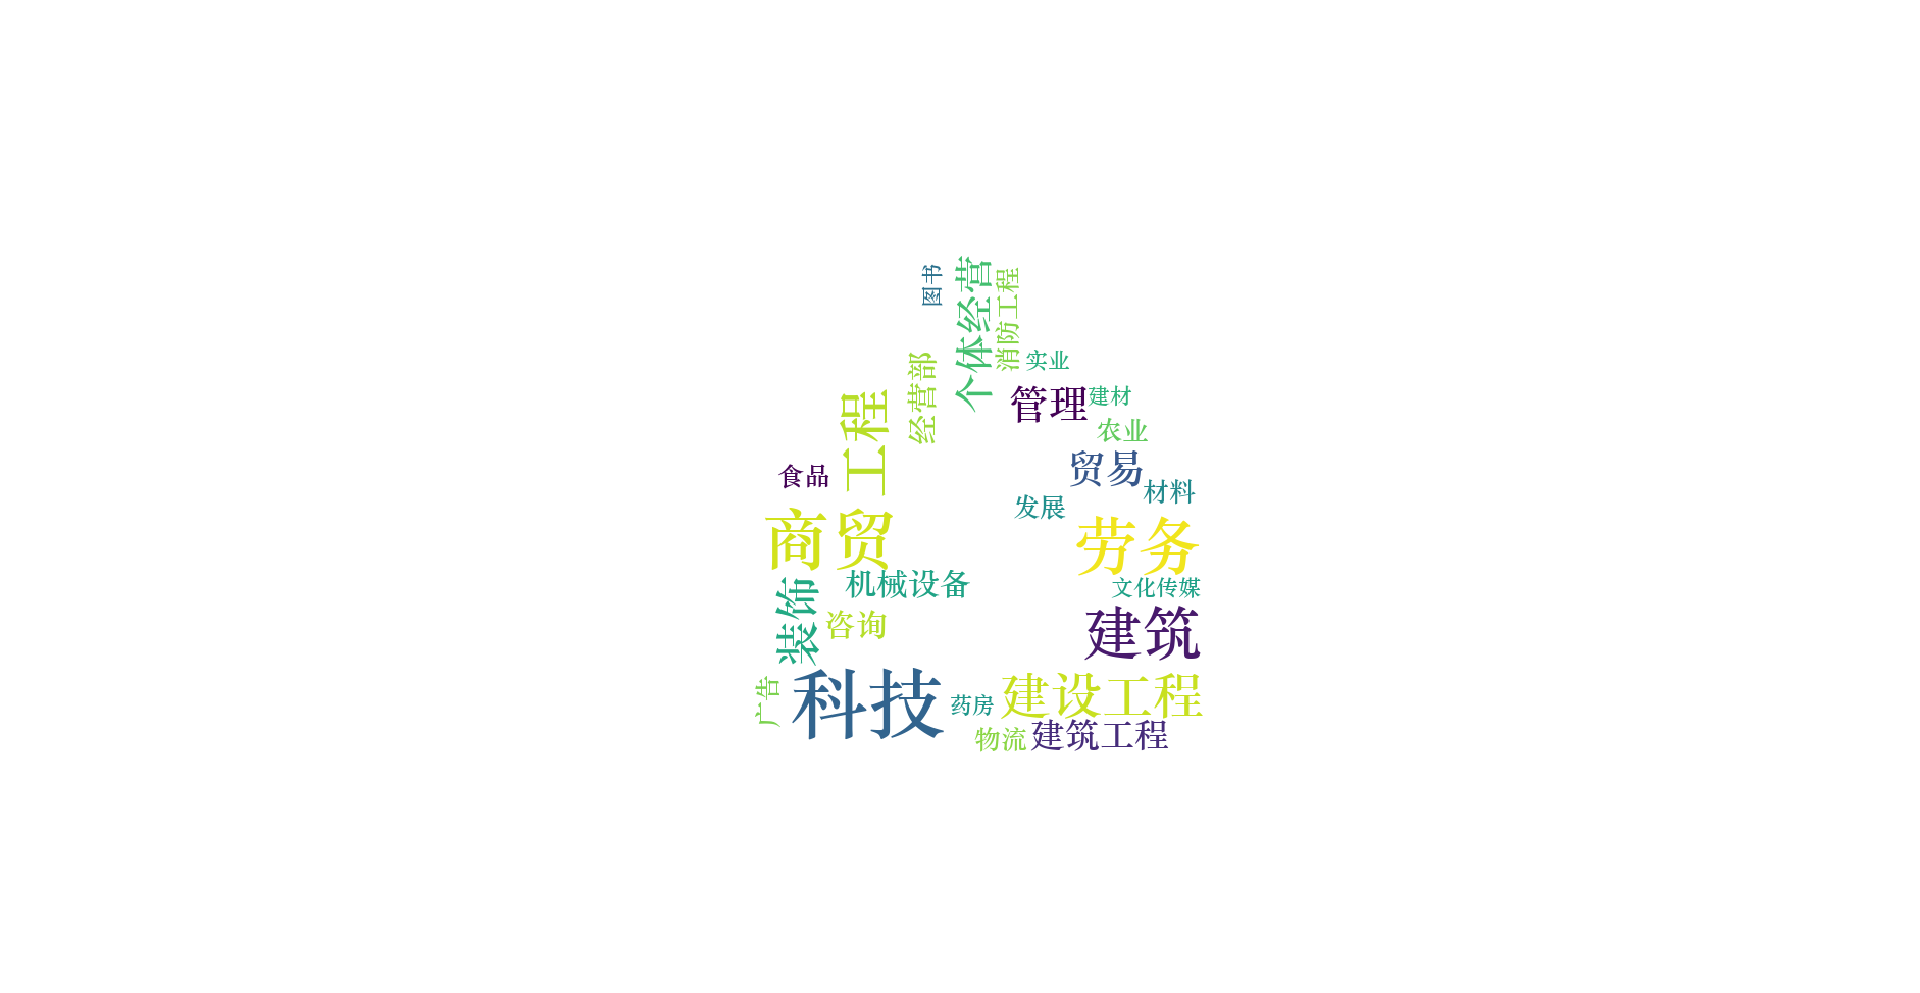 图书
个体经营
消防工程
实业
经营部
管理
建材
工程
农业
贸易
食品
材料
发展
商贸
劳务
机械设备
文化传媒
装饰
咨询
建筑
科技
广告
药房
建设工程
物流
建筑工程